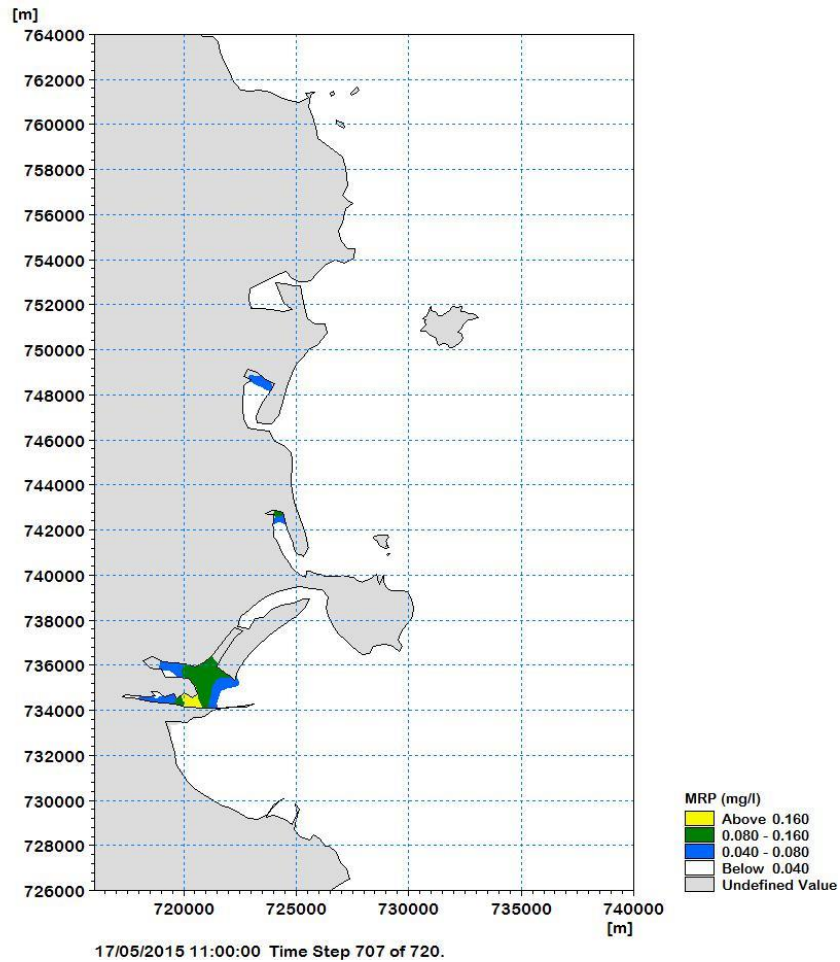 [m]
764000
762000
760000
758000
756000
754000
752000
750000
748000
746000
744000
742000
740000
738000
736000
734000
732000
730000
728000
726000
720000 725000 730000 735000 740000
[m]
MRP (mg/l)
Above 0.160
0.080 - 0.160
0.040 - 0.080
Below 0.040
Undefined Value
17/05/2015 11:00:00 Time Step 707 of 720.